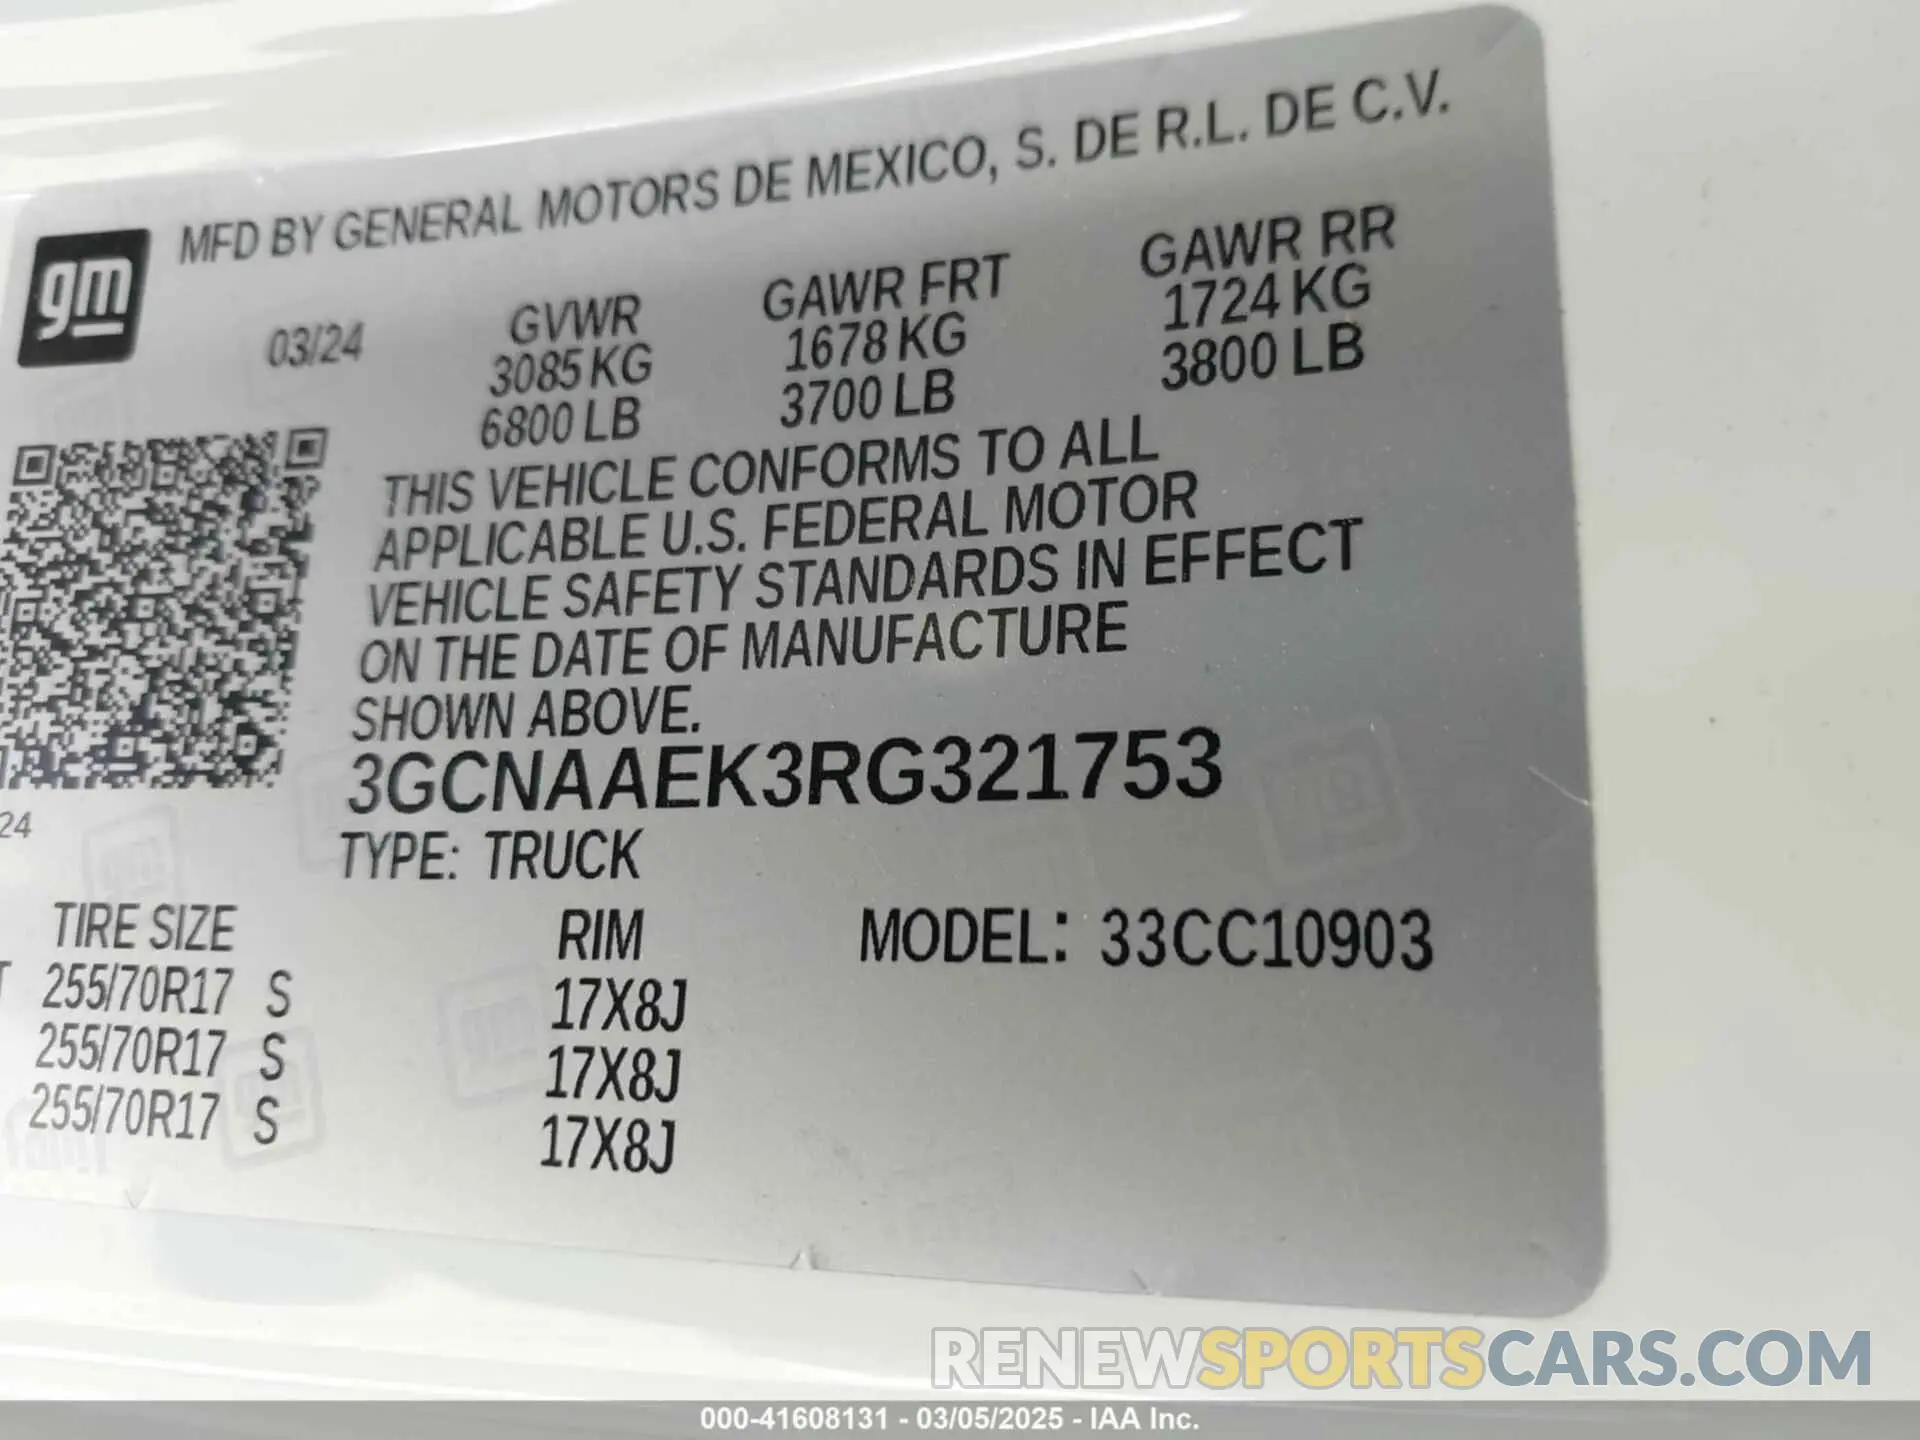 MFD BY GENERAL MOTORS DE MEXICO, S. DE R.L. DE C.V.
gm
03/24 GVWR GAWR FRT GAWR RR
3085 KG 1678 KG 1724 KG
6800 LB 3700 LB 3800 LB
THIS VEHICLE CONFORMS TO ALL
APPLICABLE U.S. FEDERAL MOTOR
VEHICLE SAFETY STANDARDS IN EFFECT
ON THE DATE OF MANUFACTURE
SHOWN ABOVE.
3GCNAAEK3RG321753
24
TYPE: TRUCK
TIRE SIZE RIM MODEL: 33CC10903
255/70R17 S 17X8J
255/70R17 S 17X8J
255/70R17 S 17X8J
RENEWSPORTSCARS.COM
000-41608131 - 03/05/2025 - IAA Inc.